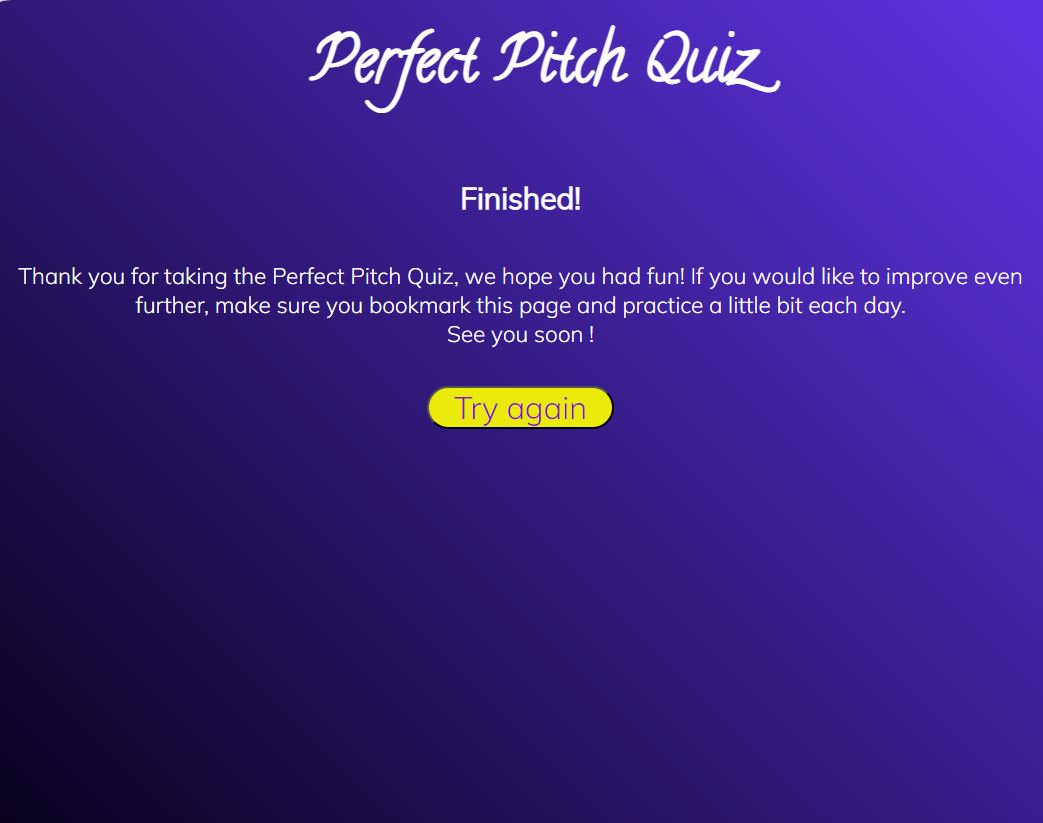 Perfect Pitch Quiz
Finished!
Thank you for taking the Perfect Pitch Quiz, we hope you had fun! If you would like to improve even
further, make sure you bookmark this page and practice a little bit each day.
See you soon !
Try again